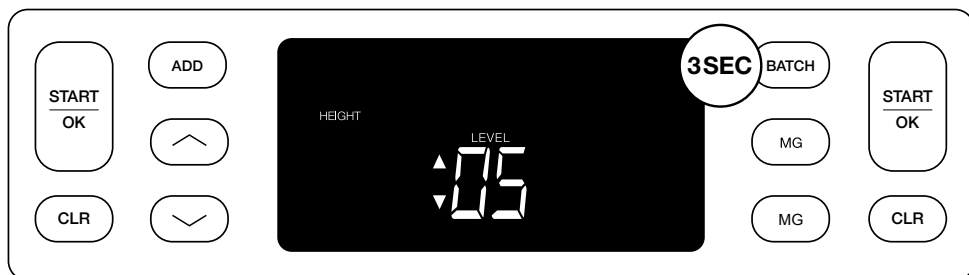 START
OK
CLR
ADD
HEIGHT
LEVEL
05
3SEC
BATCH
MG
MG
START
OK
CLR